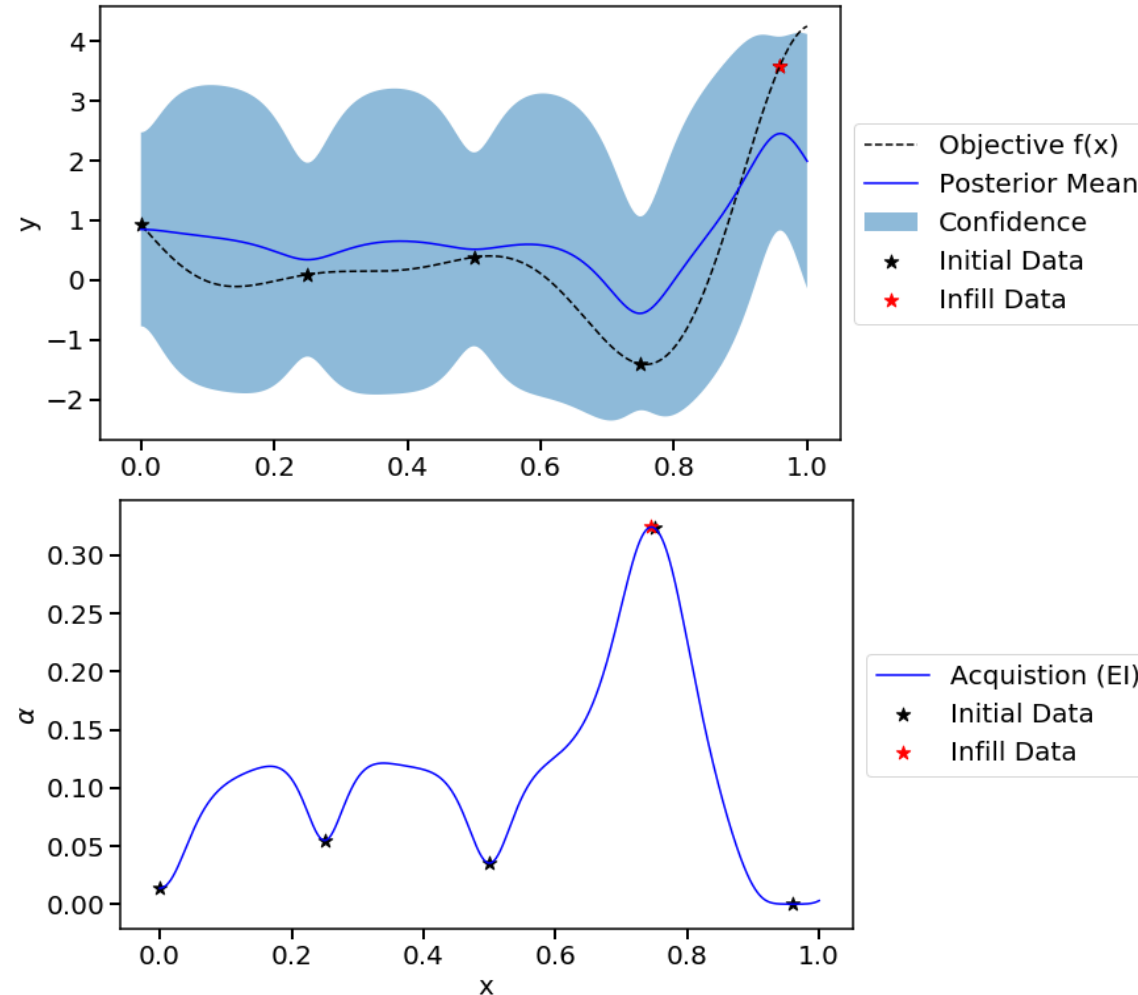 4
3
2
1
0
−1
−2
y
0.0 0.2 0.4 0.6 0.8 1.0
Objective f(x)
Posterior Mean
Confidence
Initial Data
Infill Data
0.30
0.25
0.20
0.15
0.10
0.05
0.00
α
0.0 0.2 0.4 0.6 0.8 1.0
x
Acquistion (EI)
Initial Data
Infill Data